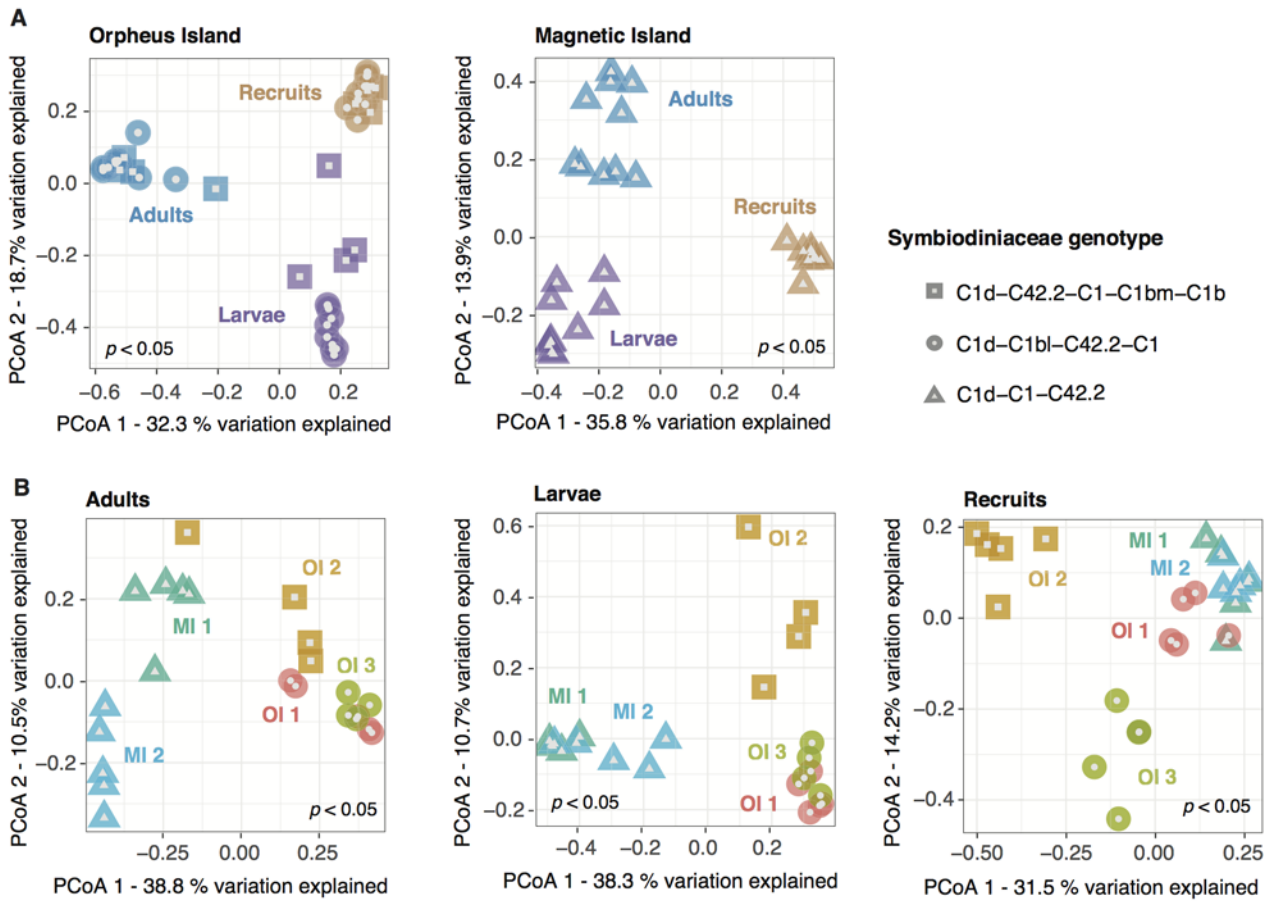 A
Orpheus Island
Magnetic Island
PCoA 2 - 18.7% variation explained
0.2
0.0
−0.2
−0.4
Recruits
Adults
Larvae
p < 0.05
−0.6 −0.4 −0.2 0.0 0.2
PCoA 1 - 32.3 % variation explained
PCoA 2 - 13.9% variation explained
0.4
0.2
0.0
−0.2
Adults
Recruits
Larvae
p < 0.05
−0.4 −0.2 0.0 0.2 0.4
PCoA 1 - 35.8 % variation explained
Symbiodiniaceae genotype
C1d−C42.2−C1−C1bm−C1b
C1d−C1bl−C42.2−C1
C1d−C1−C42.2
B
Adults
PCoA 2 - 10.5% variation explained
0.2
0.0
−0.2
OI 2
MI 1
OI 3
OI 1
MI 2
p < 0.05
−0.25 0.00 0.25
PCoA 1 - 38.8 % variation explained
Larvae
PCoA 2 - 10.7% variation explained
0.6
0.4
0.2
0.0
−0.2
OI 2
MI 1
MI 2
OI 3
OI 1
p < 0.05
−0.4 −0.2 0.0 0.2
PCoA 1 - 38.3 % variation explained
Recruits
PCoA 2 - 14.2% variation explained
0.2
0.0
−0.2
−0.4
MI 1
MI 2
OI 2
OI 1
OI 3
p < 0.05
−0.50 −0.25 0.00 0.25
PCoA 1 - 31.5 % variation explained